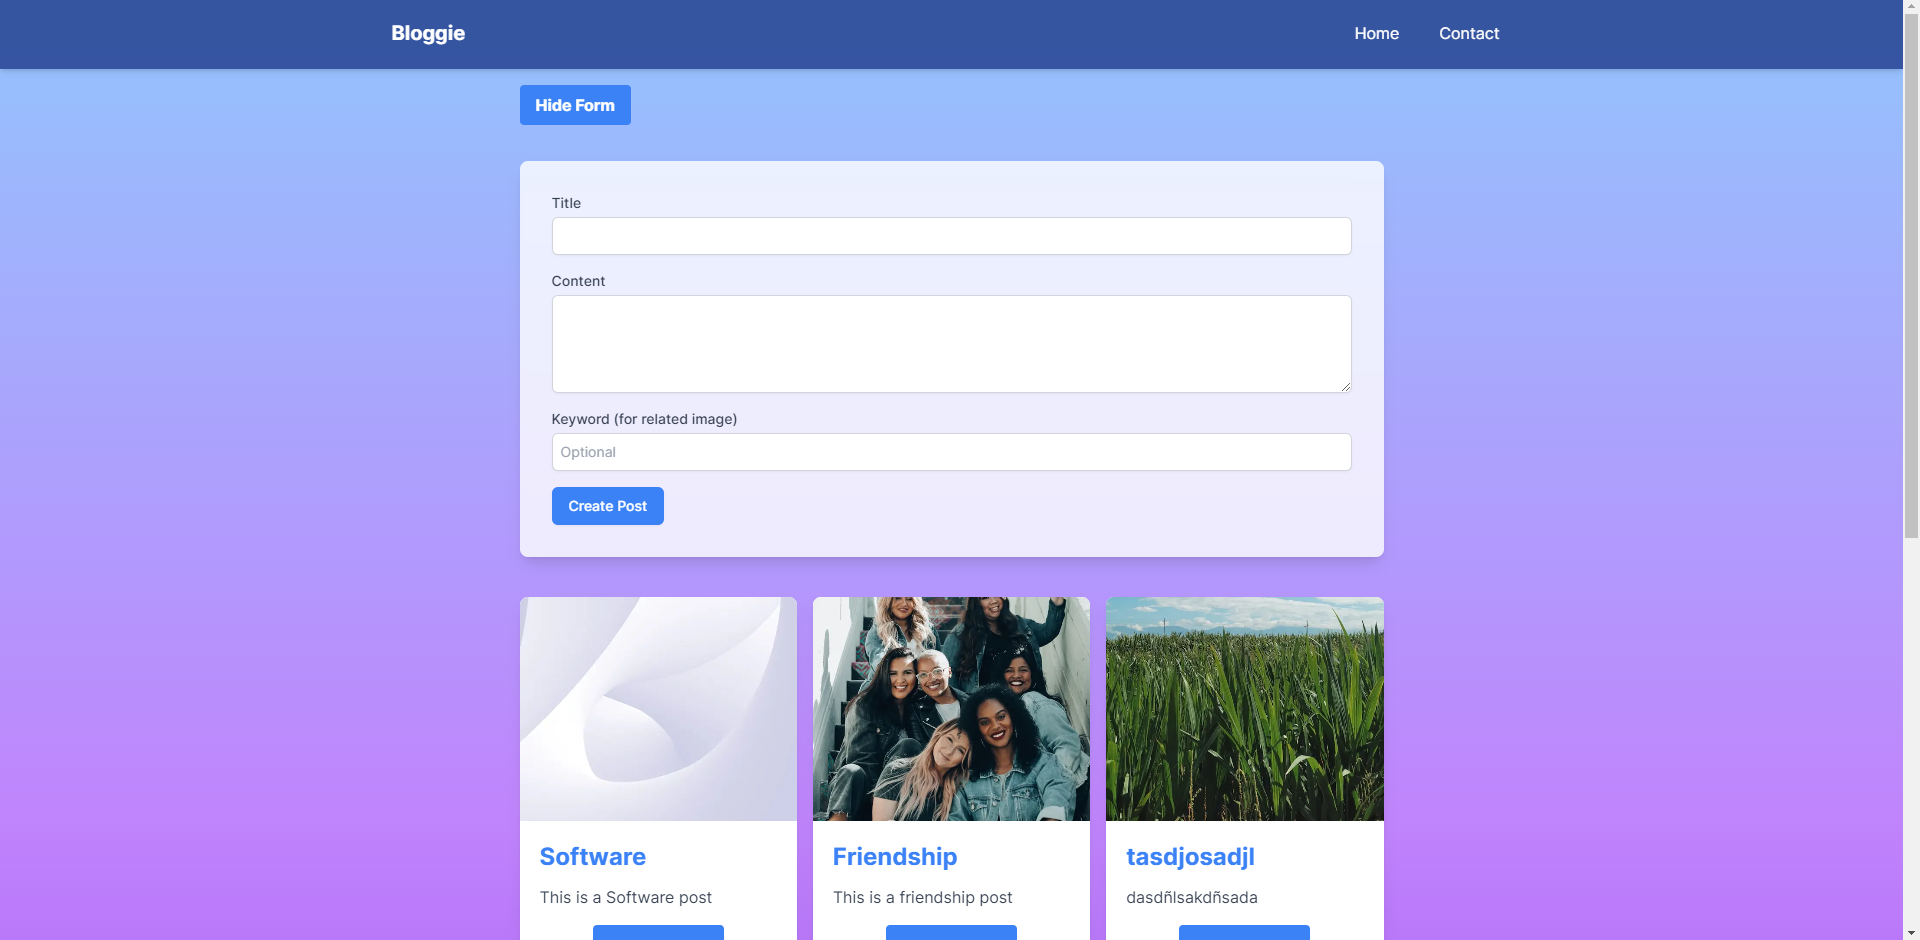 Bloggie
Home
Contact
Hide Form
Title
Content
Keyword (for related image)
Optional
Create Post
Software
This is a Software post
Friendship
This is a friendship post
tasdjosadjl
dasdñlsakdñsada